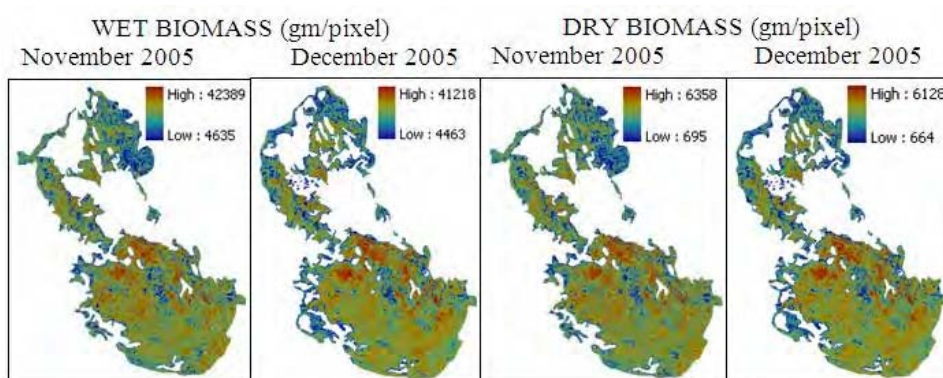 WET BIOMASS (gm/pixel) DRY BIOMASS (gm/pixel)
November 2005 December 2005 November 2005 December 2005
High : 42389 High : 41218 High : 6358 High : 6128
Low : 4635 Low : 4463 Low : 695 Low : 664